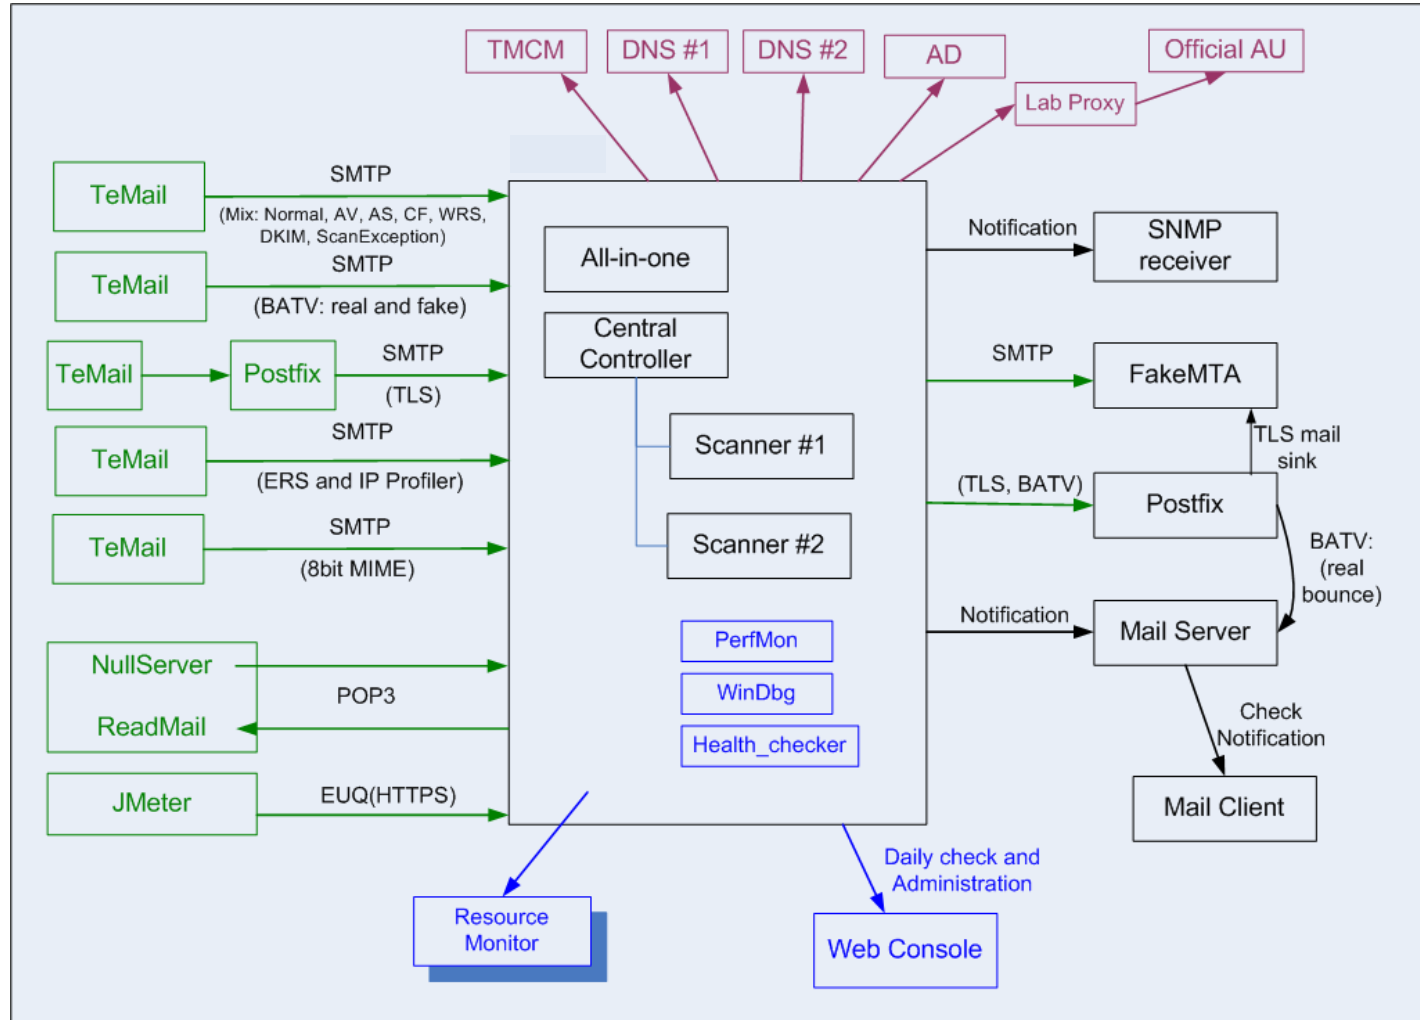 TMCM
DNS #1
DNS #2
AD
Official AU
Lab Proxy
TeMail
SMTP
(Mix: Normal, AV, AS, CF, WRS,
DKIM, ScanException)
TeMail
SMTP
(BATV: real and fake)
TeMail
Postfix
SMTP
(TLS)
TeMail
SMTP
(ERS and IP Profiler)
TeMail
SMTP
(8bit MIME)
NullServer
POP3
ReadMail
JMeter
EUQ(HTTPS)
All-in-one
Central
Controller
Scanner #1
Scanner #2
PerfMon
WinDbg
Health_checker
Notification
SNMP
receiver
SMTP
FakeMTA
TLS mail
sink
(TLS, BATV)
Postfix
BATV:
(real
bounce)
Notification
Mail Server
Check
Notification
Mail Client
Resource
Monitor
Daily check and
Administration
Web Console